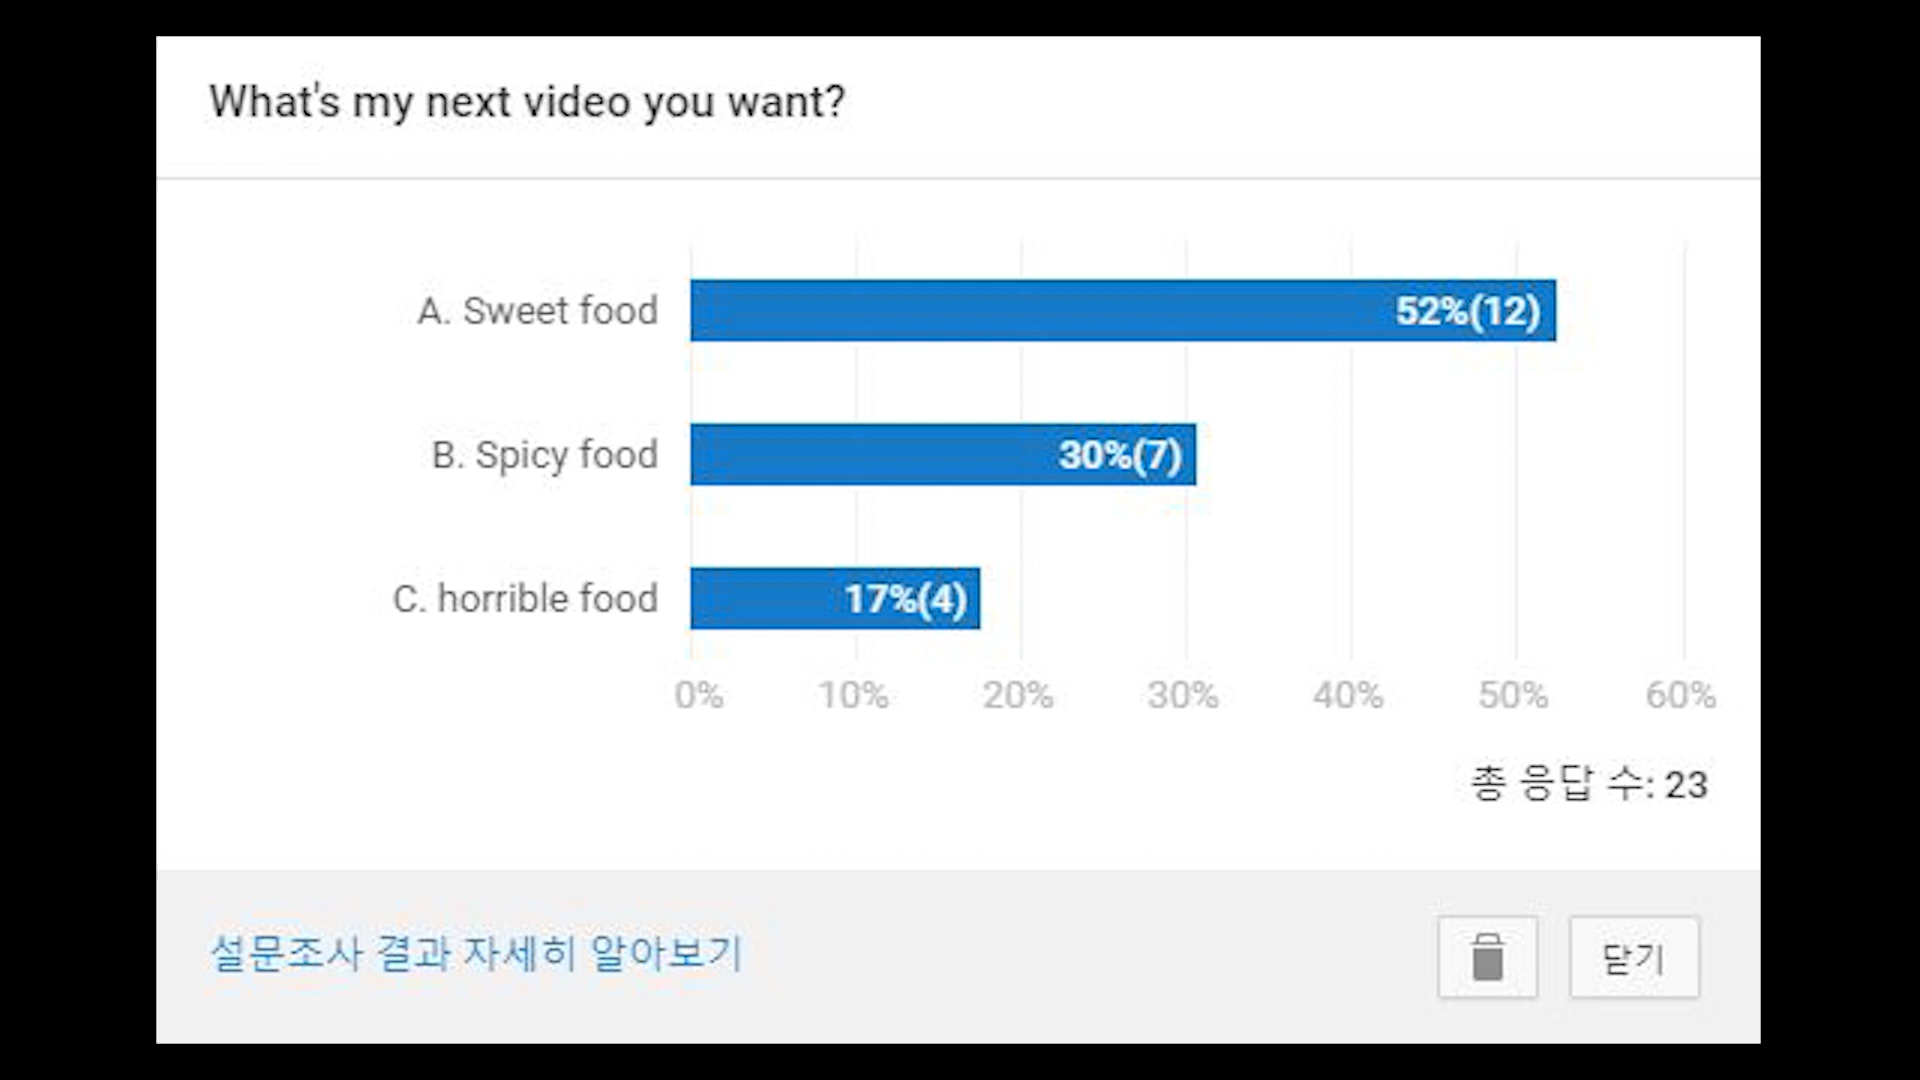 What's my next video you want?
A. Sweet food 52%(12)
B. Spicy food 30%(7)
C. horrible food 17%(4)
0% 10% 20% 30% 40% 50% 60%
총 응답 수: 23
설문조사 결과 자세히 알아보기
닫기